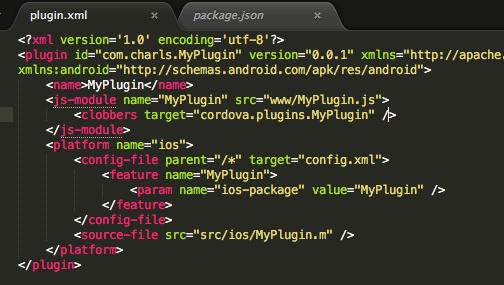 plugin.xml × package.json ×
<?xml version='1.0' encoding='utf-8'?>
<plugin id="com.charls.MyPlugin" version="0.0.1" xmlns="http://apache.
xmlns:android="http://schemas.android.com/apk/res/android">
<name>MyPlugin</name>
<js-module name="MyPlugin" src="www/MyPlugin.js">
<clobbers target="cordova.plugins.MyPlugin" />
</js-module>
<platform name="ios">
<config-file parent="/*" target="config.xml">
<feature name="MyPlugin">
<param name="ios-package" value="MyPlugin" />
</feature>
</config-file>
<source-file src="src/ios/MyPlugin.m" />
</platform>
</plugin>